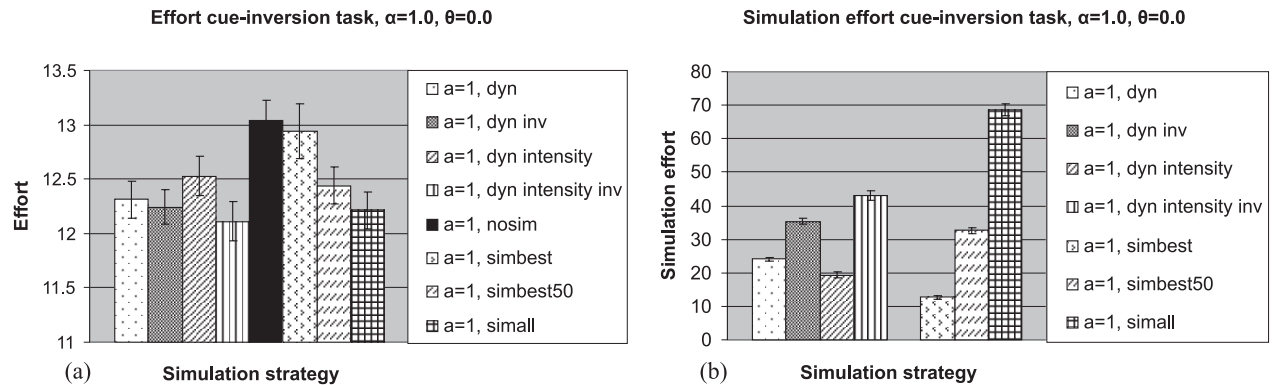 Effort cue-inversion task, α=1.0, θ=0.0
Effort
13.5
13
12.5
12
11.5
11
a=1, dyn
a=1, dyn inv
a=1, dyn intensity
a=1, dyn intensity inv
a=1, nosim
a=1, simbest
a=1, simbest50
a=1, simall
(a)
Simulation strategy
Simulation effort cue-inversion task, α=1.0, θ=0.0
Simulation effort
80
70
60
50
40
30
20
10
0
a=1, dyn
a=1, dyn inv
a=1, dyn intensity
a=1, dyn intensity inv
a=1, simbest
a=1, simbest50
a=1, simall
(b)
Simulation strategy